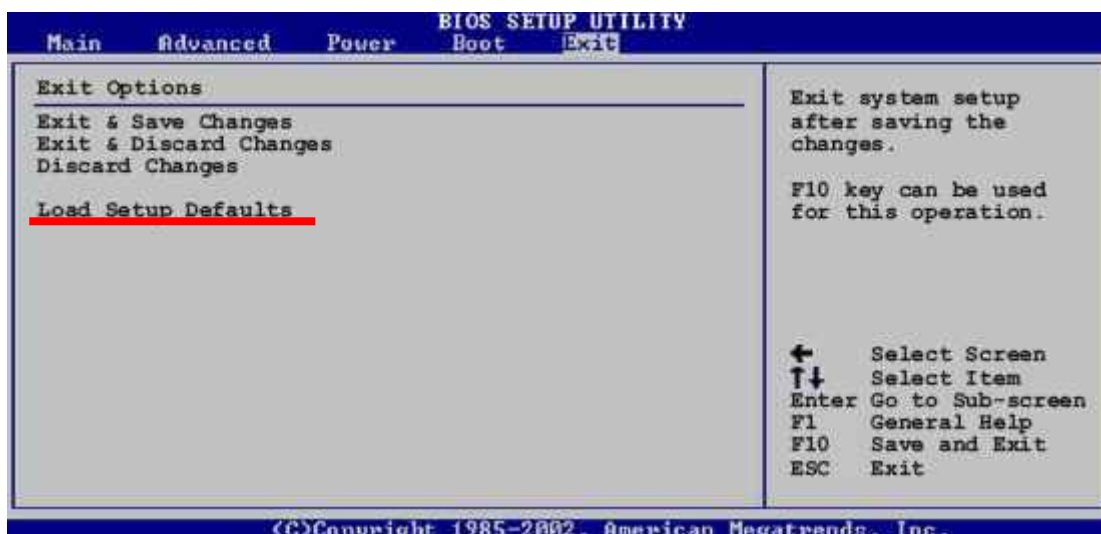 BIOS SETUP UTILITY
Main Advanced Power Boot Exit
Exit Options
Exit & Save Changes
Exit & Discard Changes
Discard Changes
Load Setup Defaults
Exit system setup
after saving the
changes.
F10 key can be used
for this operation.
← Select Screen
↑↓ Select Item
Enter Go to Sub-screen
F1 General Help
F10 Save and Exit
ESC Exit
(C)Copyright 1985-2002, American Megatrends, Inc.